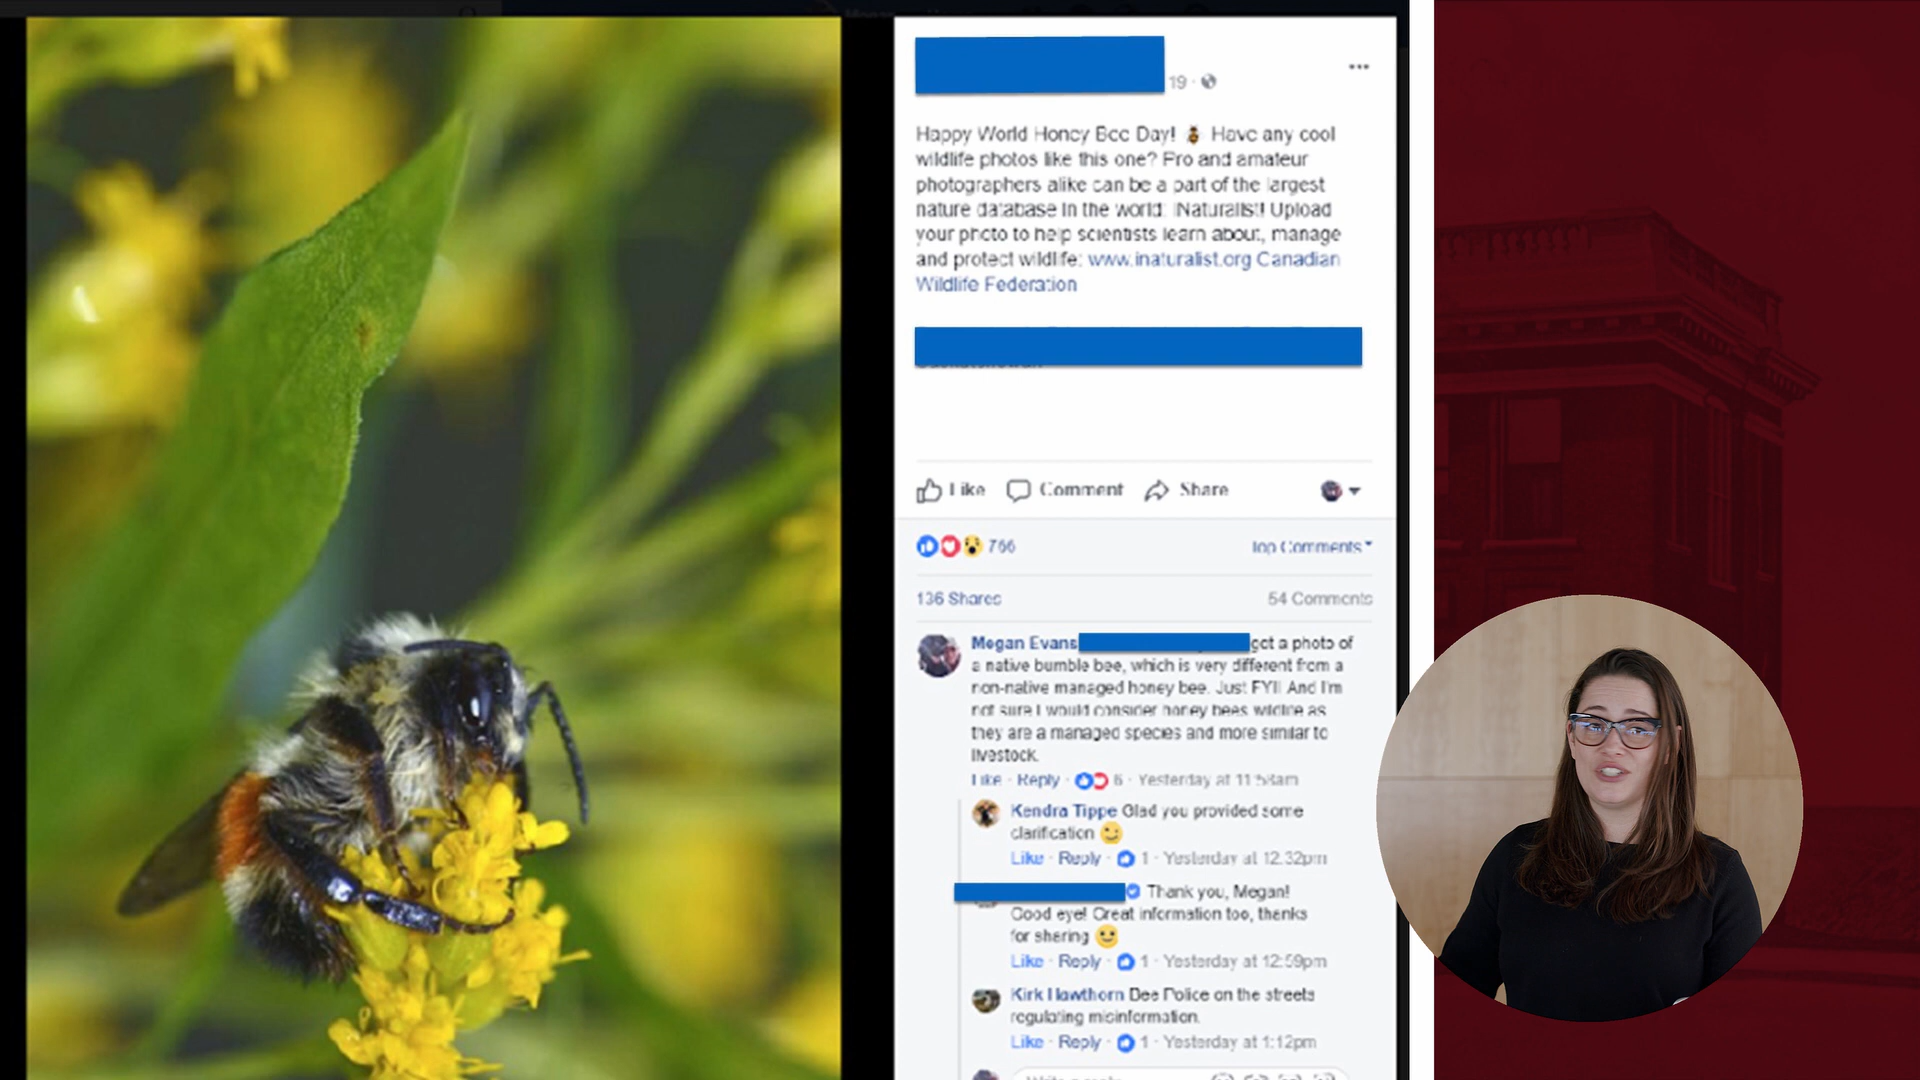 19
Happy World Honey Bee Day! Have any cool
wildlife photos like this one? Pro and amateur
photographers alike can be a part of the largest
nature database in the world: iNaturalist! Upload
your photo to help scientists learn about, manage
and protect wildlife: www.inaturalist.org Canadian
Wildlife Federation
Like Comment Share
766 Top Comments
136 Shares 54 Comments
Megan Evans got a photo of
a native bumble bee, which is very different from a
non-native managed honey bee. Just FYI! And I'm
not sure I would consider honey bees wildlife as
they are a managed species and more similar to
livestock.
Like · Reply · 6 · Yesterday at 11:58am
Kendra Tippe Glad you provided some
clarification
Like · Reply · 1 · Yesterday at 12:32pm
Thank you, Megan!
Good eye! Great information too, thanks
for sharing
Like · Reply · 1 · Yesterday at 12:59pm
Kirk Hawthorn Bee Police on the streets
regulating misinformation.
Like · Reply · 1 · Yesterday at 1:12pm
Write a reply